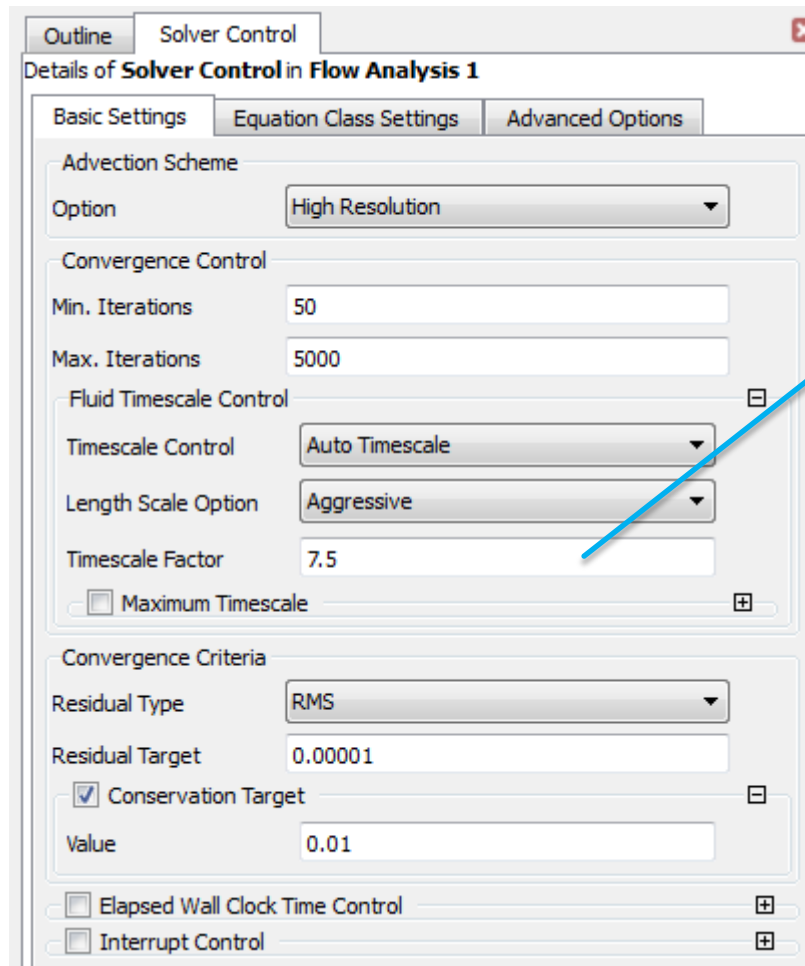 Outline Solver Control
Details of Solver Control in Flow Analysis 1
Basic Settings Equation Class Settings Advanced Options
Advection Scheme
Option High Resolution
Convergence Control
Min. Iterations 50
Max. Iterations 5000
Fluid Timescale Control
Timescale Control Auto Timescale
Length Scale Option Aggressive
Timescale Factor 7.5
Maximum Timescale
Convergence Criteria
Residual Type RMS
Residual Target 0.00001
Conservation Target
Value 0.01
Elapsed Wall Clock Time Control
Interrupt Control